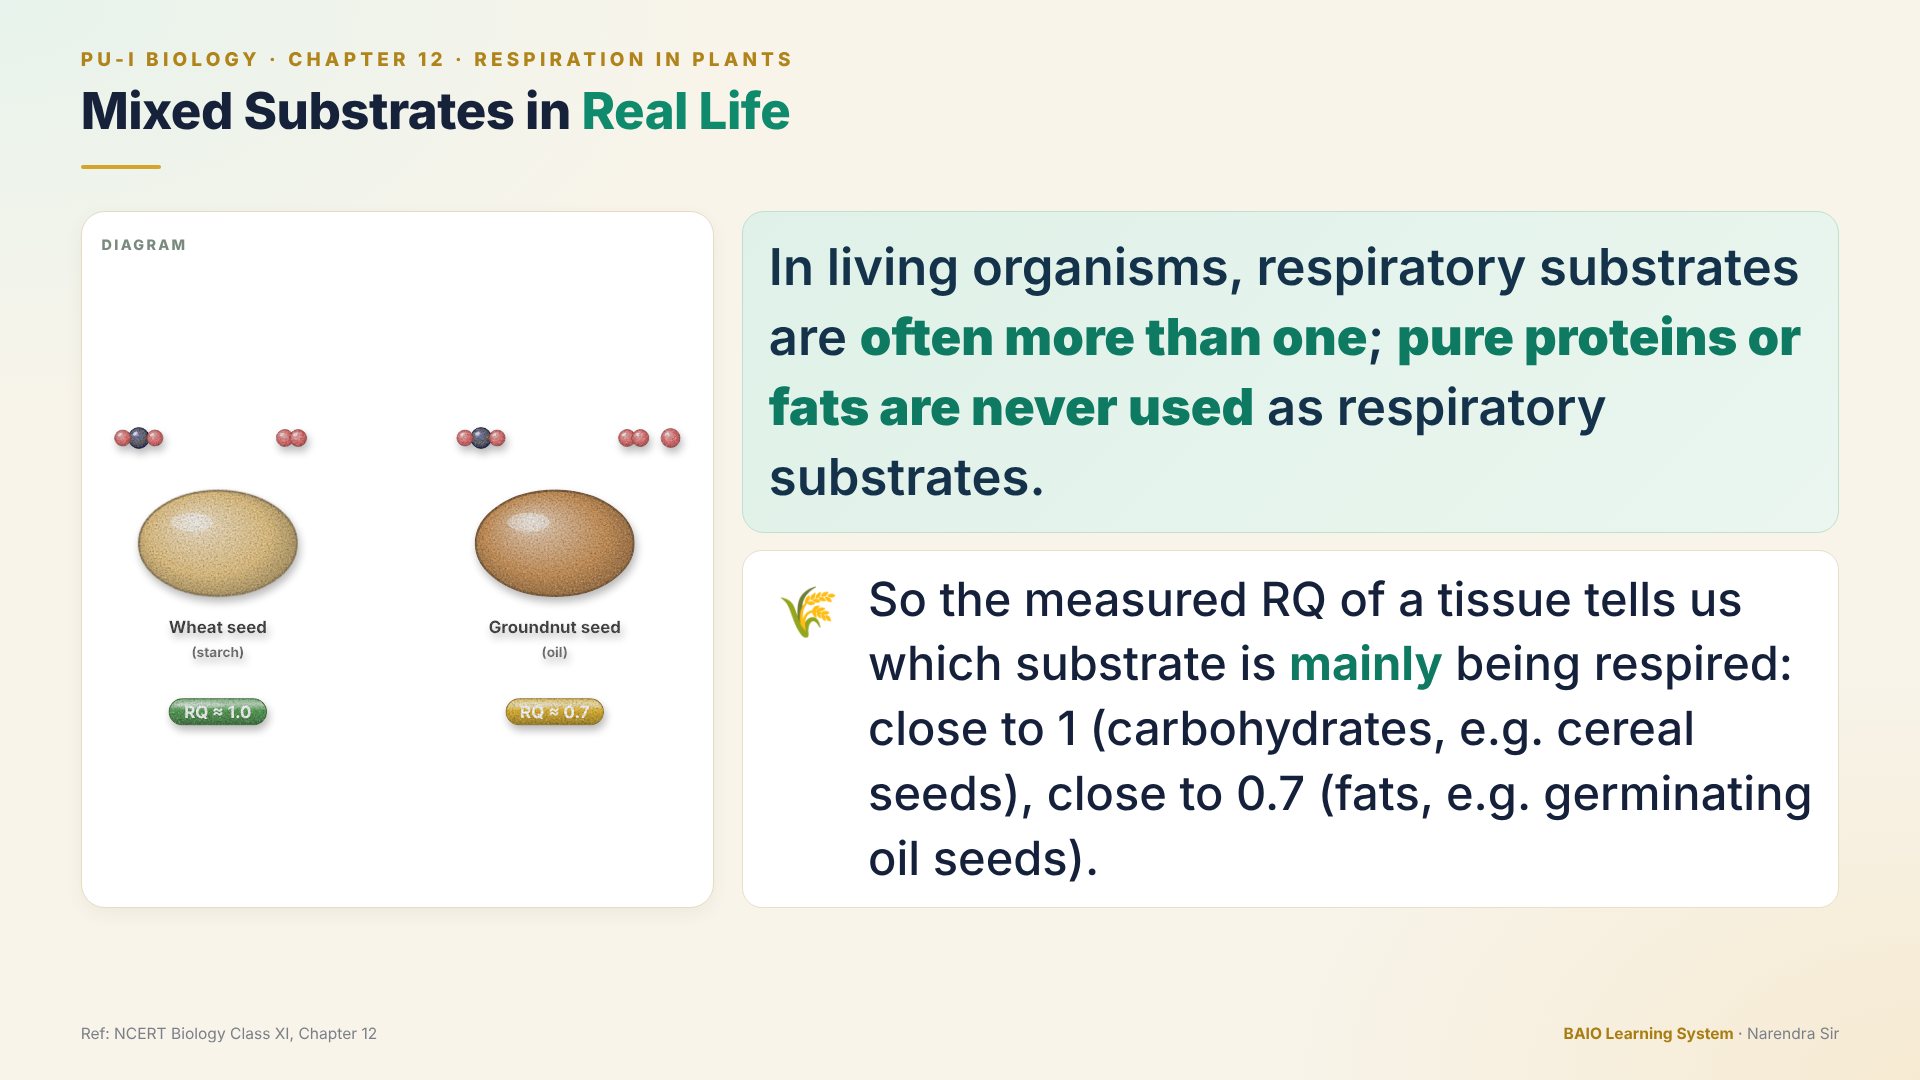 PU-I BIOLOGY · CHAPTER 12 · RESPIRATION IN PLANTS
Mixed Substrates in Real Life
DIAGRAM
Wheat seed
(starch)
RQ ≈ 1.0
Groundnut seed
(oil)
RQ ≈ 0.7
In living organisms, respiratory substrates
are often more than one; pure proteins or
fats are never used as respiratory
substrates.
So the measured RQ of a tissue tells us
which substrate is mainly being respired:
close to 1 (carbohydrates, e.g. cereal
seeds), close to 0.7 (fats, e.g. germinating
oil seeds).
Ref: NCERT Biology Class XI, Chapter 12
BAIO Learning System · Narendra Sir